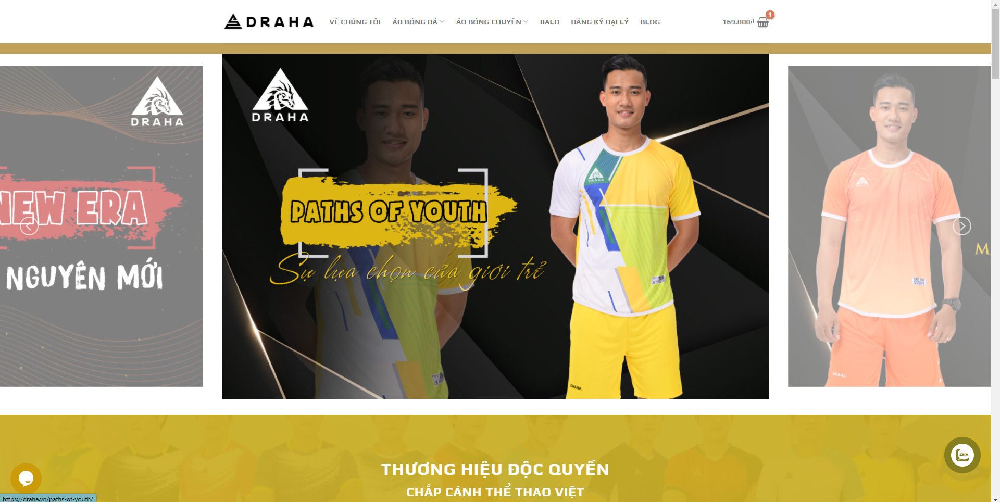 DRAHA
VỀ CHÚNG TÔI
ÁO BÓNG ĐÁ
ÁO BÓNG CHUYỀN
BALO
ĐĂNG KÝ ĐẠI LÝ
BLOG
169.000₫
1
DRAHA
NEW ERA
NGUYÊN MỚI
DRAHA
PATHS OF YOUTH
Sự lựa chọn của giới trẻ
DRAHA
DRAHA
DRAHA
THƯƠNG HIỆU ĐỘC QUYỀN
CHẮP CÁNH THỂ THAO VIỆT
Zalo
https://draha.vn/paths-of-youth/